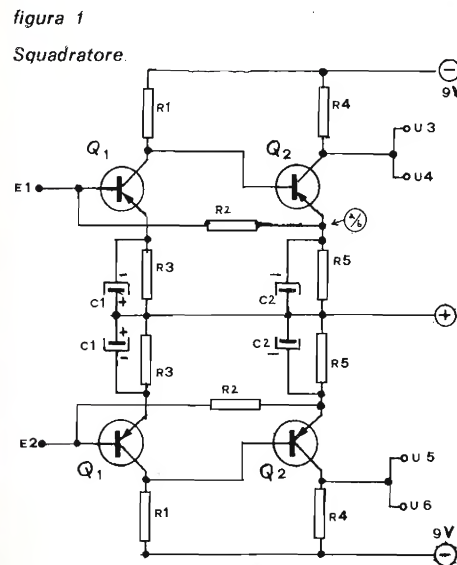 figura 1
Squadratore.
−
9V
R1
R4
Q1
Q2
U3
U4
E1
R2
a/b
−
R3
−
R5
C1
+
C2
+
+
C1
−
R3
C2
−
R5
R2
E2
Q1
Q2
U5
U6
R1
R4
9V
−